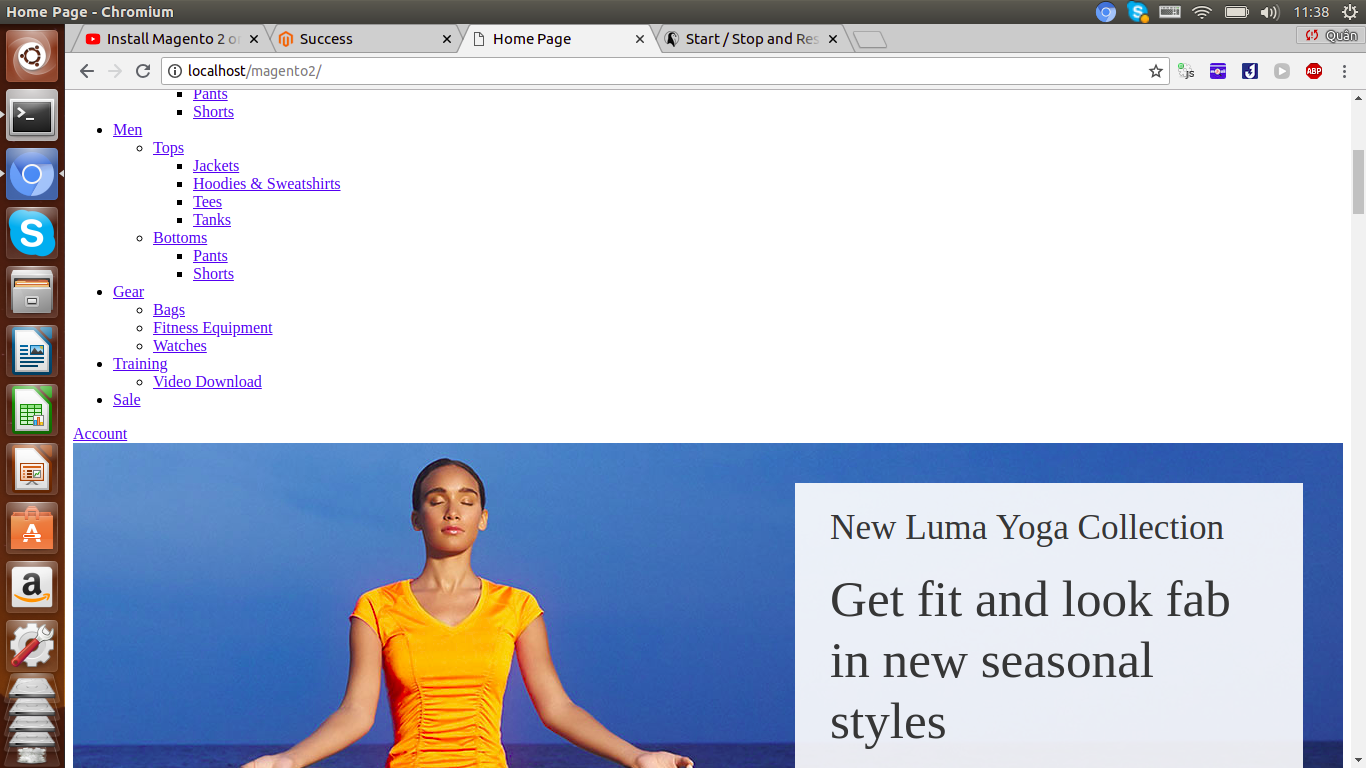 Home Page - Chromium
11:38
Install Magento 2 o
Success
Home Page
Start / Stop and Res
Quân
localhost/magento2/
JS
ABP
Pants
Shorts
Men
Tops
Jackets
Hoodies & Sweatshirts
Tees
Tanks
Bottoms
Pants
Shorts
Gear
Bags
Fitness Equipment
Watches
Training
Video Download
Sale
Account
New Luma Yoga Collection
Get fit and look fab
in new seasonal
styles